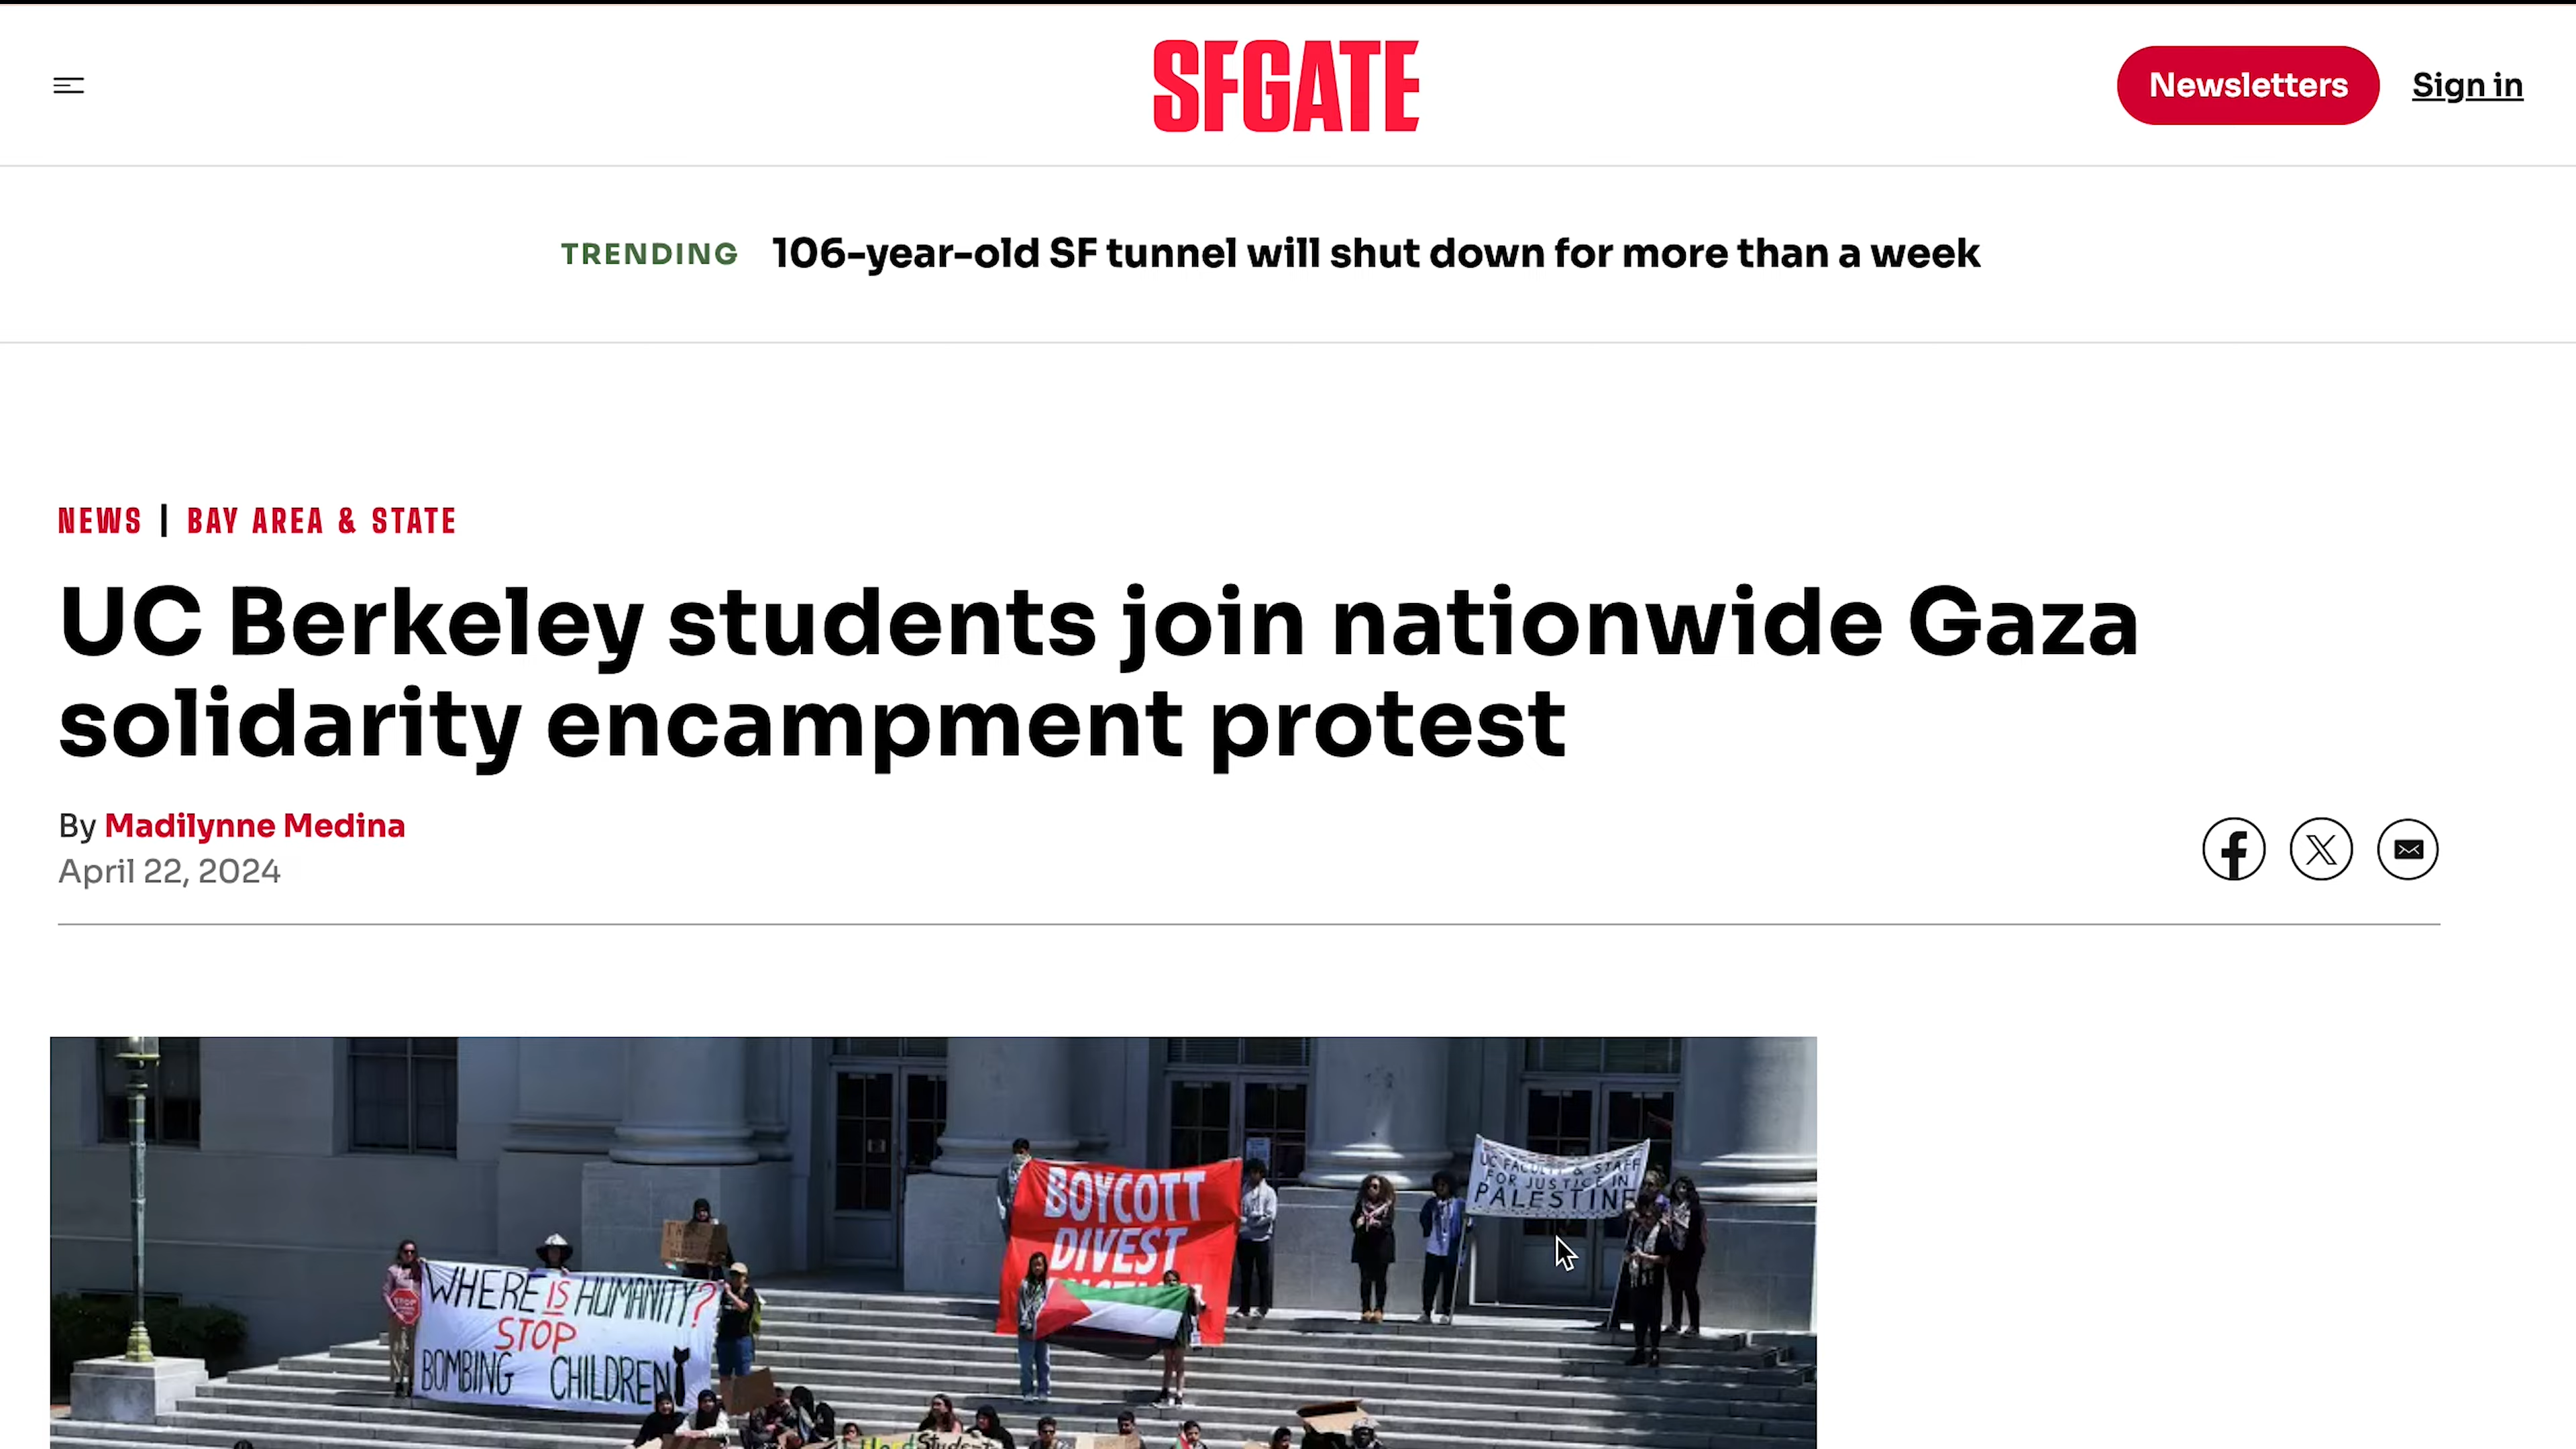 SFGATE
Newsletters
Sign in
TRENDING 106-year-old SF tunnel will shut down for more than a week
NEWS | BAY AREA & STATE
UC Berkeley students join nationwide Gaza
solidarity encampment protest
By Madilynne Medina
April 22, 2024
BOYCOTT
DIVEST
UC FACULTY & STAFF
FOR JUSTICE IN
PALESTINE
WHERE IS HUMANITY?
STOP
BOMBING CHILDREN
STOP